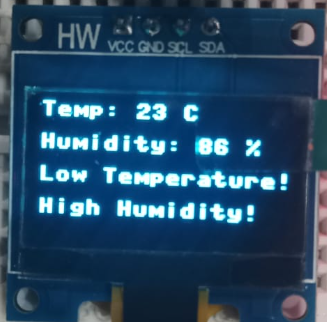 HW VCC GND SCL SDA
Temp: 23 C
Humidity: 86 %
Low Temperature!
High Humidity!